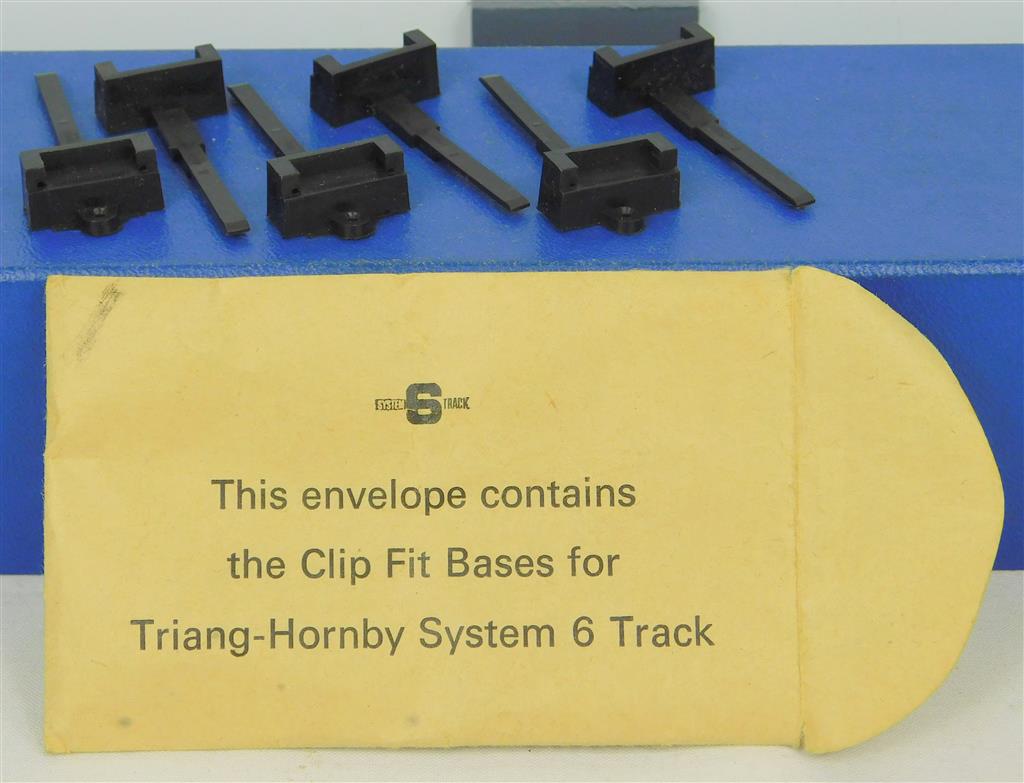 SYSTEM 6 TRACK
This envelope contains
the Clip Fit Bases for
Triang-Hornby System 6 Track